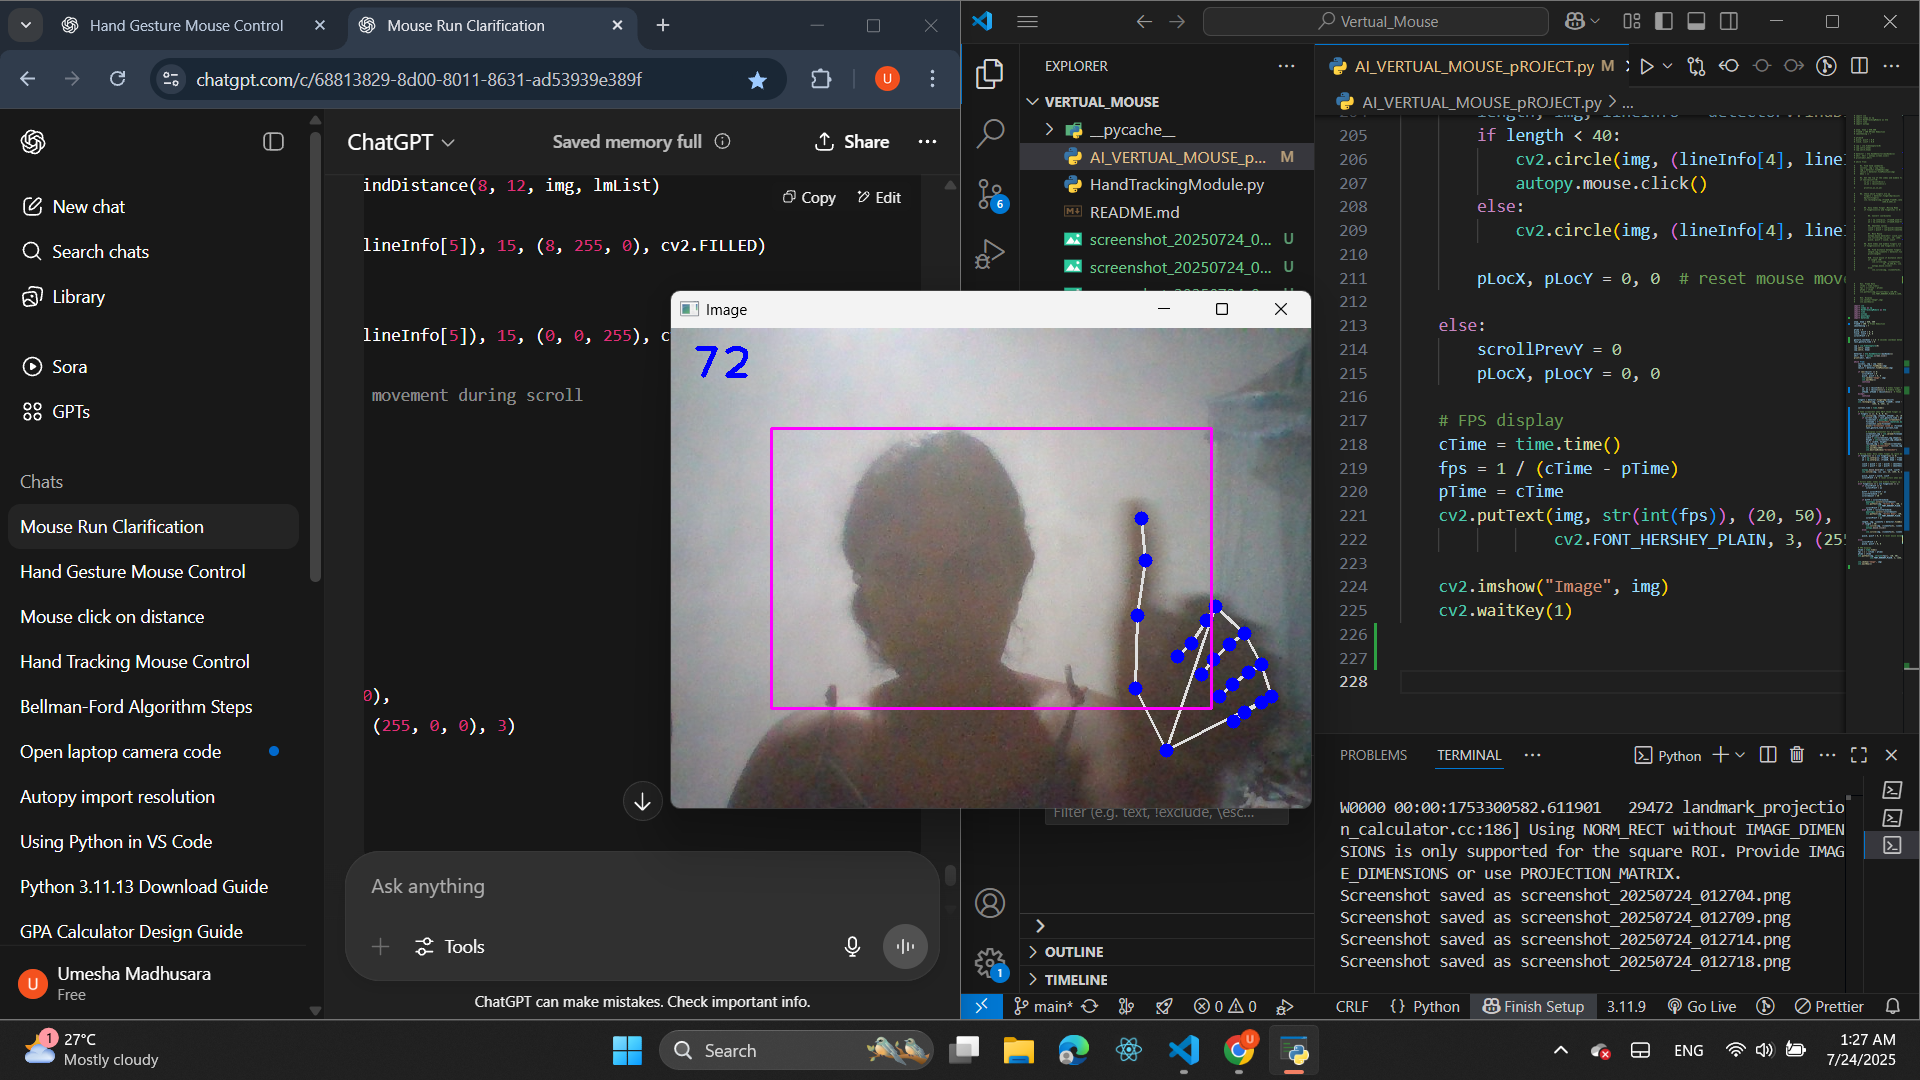 Hand Gesture Mouse Control
Mouse Run Clarification
chatgpt.com/c/68813829-8d00-8011-8631-ad53939e389f
U
ChatGPT
Saved memory full
Share
New chat
Search chats
Library
Sora
GPTs
Chats
Mouse Run Clarification
Hand Gesture Mouse Control
Mouse click on distance
Hand Tracking Mouse Control
Bellman-Ford Algorithm Steps
Open laptop camera code
Autopy import resolution
Using Python in VS Code
Python 3.11.13 Download Guide
GPA Calculator Design Guide
U
Umesha Madhusara
Free
indDistance(8, 12, img, lmList)
Copy
Edit
lineInfo[5]), 15, (8, 255, 0), cv2.FILLED)
lineInfo[5]), 15, (0, 0, 255), c
movement during scroll
0),
(255, 0, 0), 3)
Ask anything
Tools
ChatGPT can make mistakes. Check important info.
Image
72
Vertual_Mouse
EXPLORER
VERTUAL_MOUSE
__pycache__
AI_VERTUAL_MOUSE_p... M
HandTrackingModule.py
README.md
screenshot_20250724_0... U
screenshot_20250724_0... U
6
Filter (e.g. text, !exclude, \esc...
OUTLINE
TIMELINE
1
AI_VERTUAL_MOUSE_pROJECT.py M
AI_VERTUAL_MOUSE_pROJECT.py > ...
205 if length < 40:
206 cv2.circle(img, (lineInfo[4], lineI
207 autopy.mouse.click()
208 else:
209 cv2.circle(img, (lineInfo[4], lineI
210
211 pLocX, pLocY = 0, 0 # reset mouse mov
212
213 else:
214 scrollPrevY = 0
215 pLocX, pLocY = 0, 0
216
217 # FPS display
218 cTime = time.time()
219 fps = 1 / (cTime - pTime)
220 pTime = cTime
221 cv2.putText(img, str(int(fps)), (20, 50),
222 cv2.FONT_HERSHEY_PLAIN, 3, (255
223
224 cv2.imshow("Image", img)
225 cv2.waitKey(1)
226
227
228
PROBLEMS
TERMINAL
Python
W0000 00:00:1753300582.611901 29472 landmark_projectio
n_calculator.cc:186] Using NORM_RECT without IMAGE_DIMEN
SIONS is only supported for the square ROI. Provide IMAG
E_DIMENSIONS or use PROJECTION_MATRIX.
Screenshot saved as screenshot_20250724_012704.png
Screenshot saved as screenshot_20250724_012709.png
Screenshot saved as screenshot_20250724_012714.png
Screenshot saved as screenshot_20250724_012718.png
main*
0
0
CRLF
{ } Python
Finish Setup
3.11.9
Go Live
Prettier
1
27°C
Mostly cloudy
Search
U
ENG
1:27 AM
7/24/2025